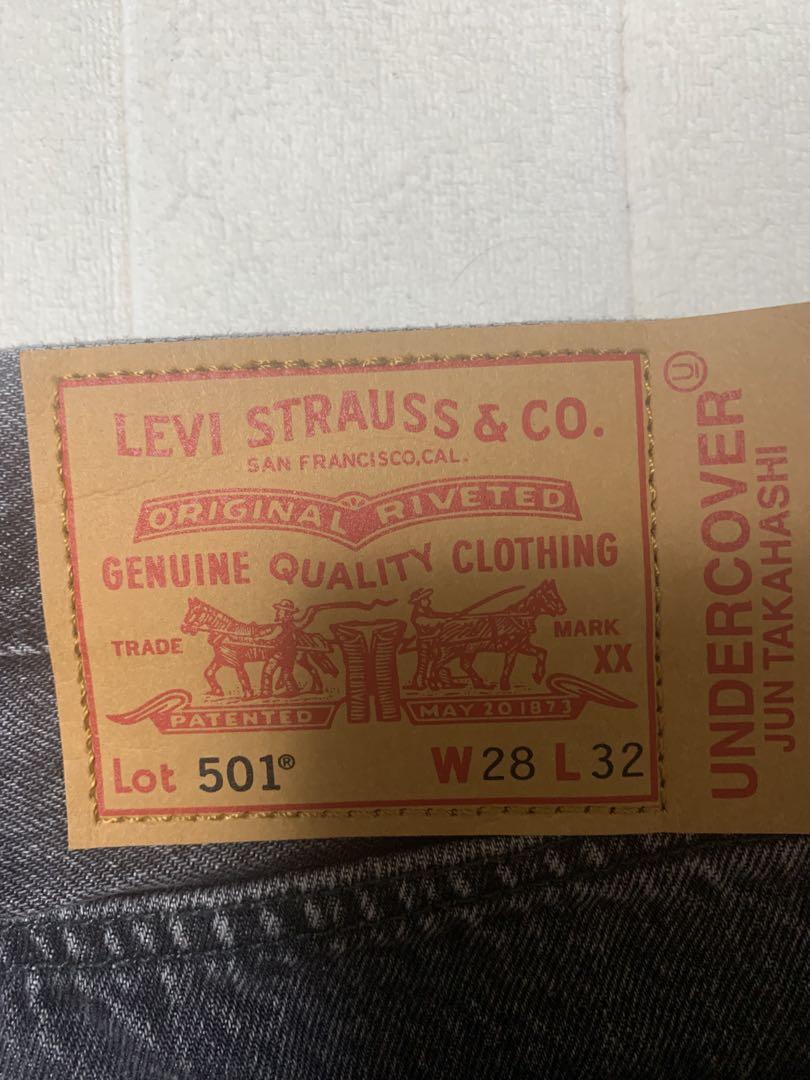 LEVI STRAUSS & CO.
SAN FRANCISCO, CAL.
ORIGINAL RIVETED
GENUINE QUALITY CLOTHING
TRADE MARK
XX
PATENTED MAY 20 1873
Lot 501® W28 L32
UNDERCOVER
JUN TAKAHASHI